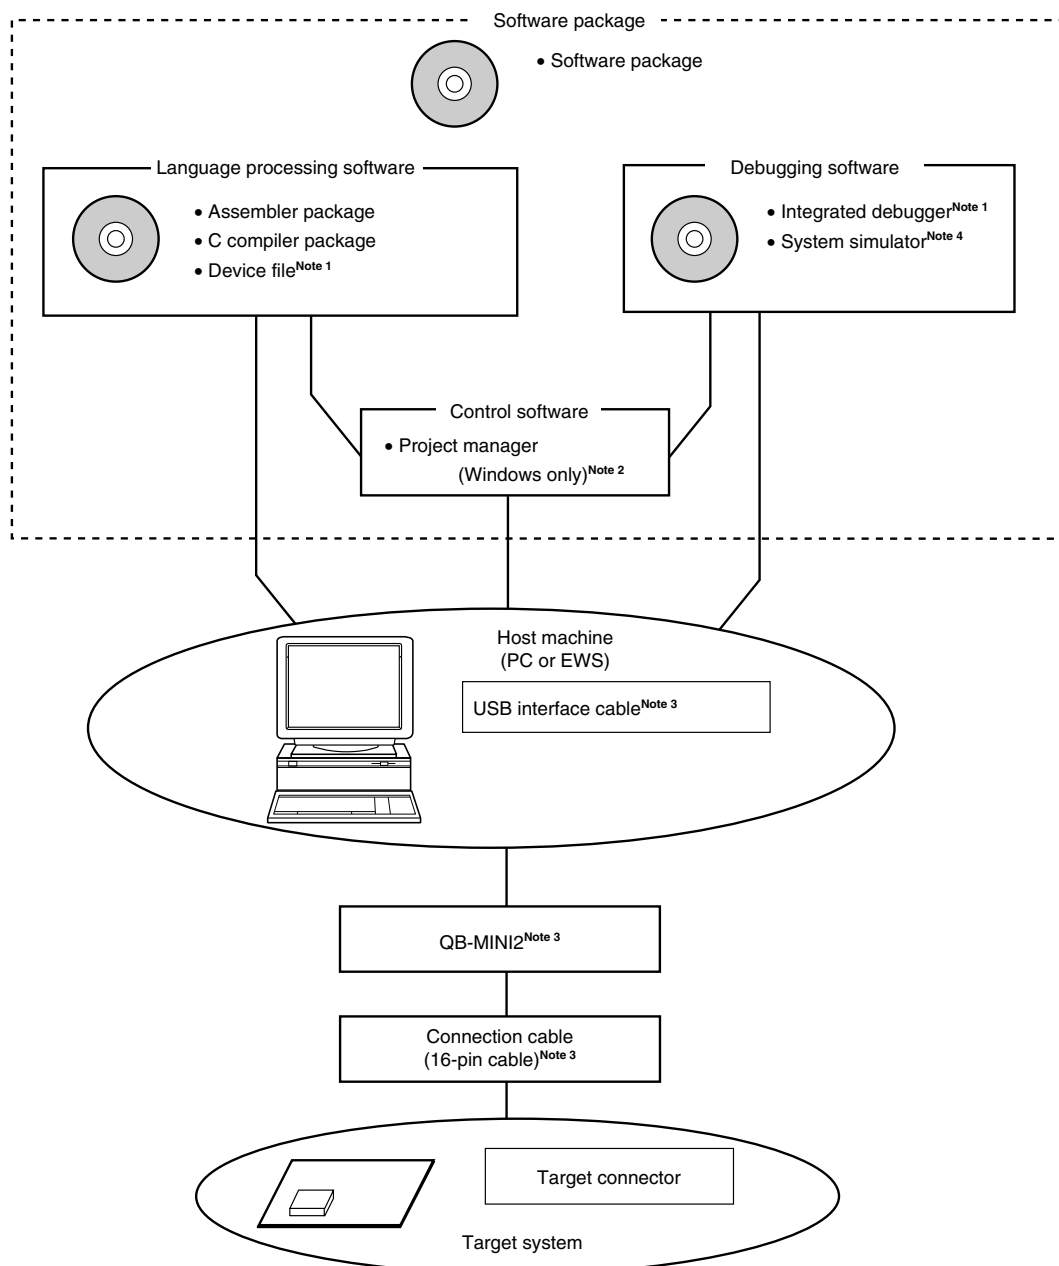 Software package
• Software package
Language processing software
• Assembler package
• C compiler package
• Device fileNote 1
Debugging software
• Integrated debuggerNote 1
• System simulatorNote 4
Control software
• Project manager
(Windows only)Note 2
Host machine
(PC or EWS)
USB interface cableNote 3
QB-MINI2Note 3
Connection cable
(16-pin cable)Note 3
Target connector
Target system